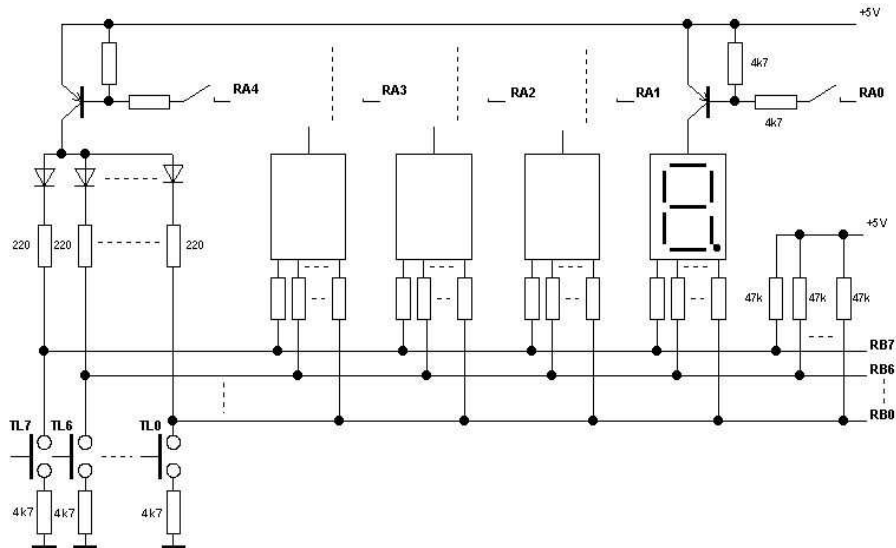 +5V
4k7
RA4
RA3
RA2
RA1
RA0
4k7
+5V
220
220
220
47k
47k
47k
RB7
RB6
RB0
TL7
TL6
TL0
4k7
4k7
4k7